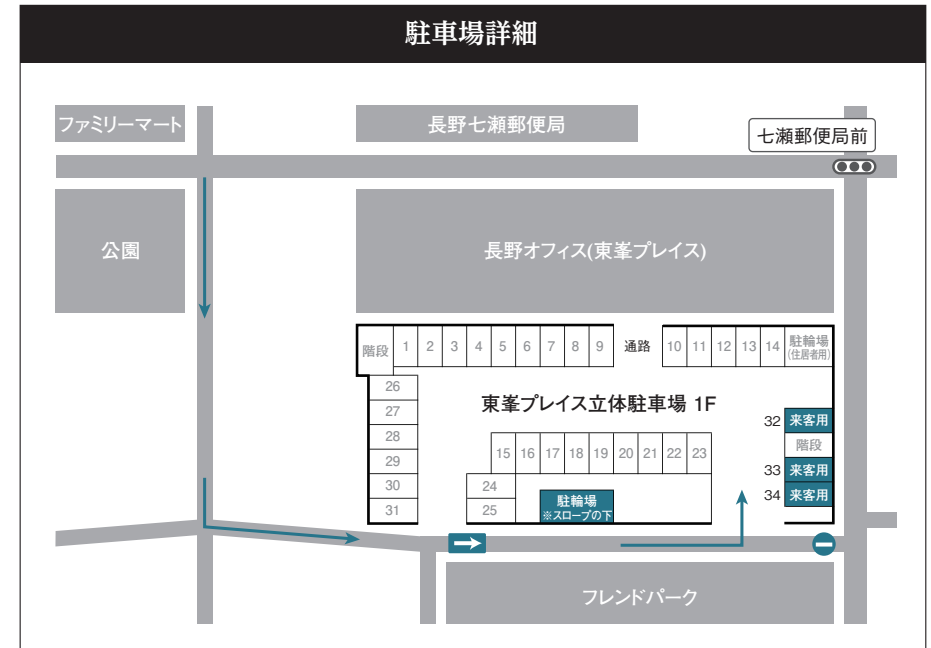 駐車場詳細
ファミリーマート
長野七瀬郵便局
七瀬郵便局前
公園
長野オフィス(東峯プレイス)
階段
1
2
3
4
5
6
7
8
9
通路
10
11
12
13
14
駐輪場
(住居者用)
26
27
28
29
30
31
東峯プレイス立体駐車場 1F
32
来客用
階段
33
来客用
34
来客用
15
16
17
18
19
20
21
22
23
24
25
駐輪場
※スロープの下
フレンドパーク